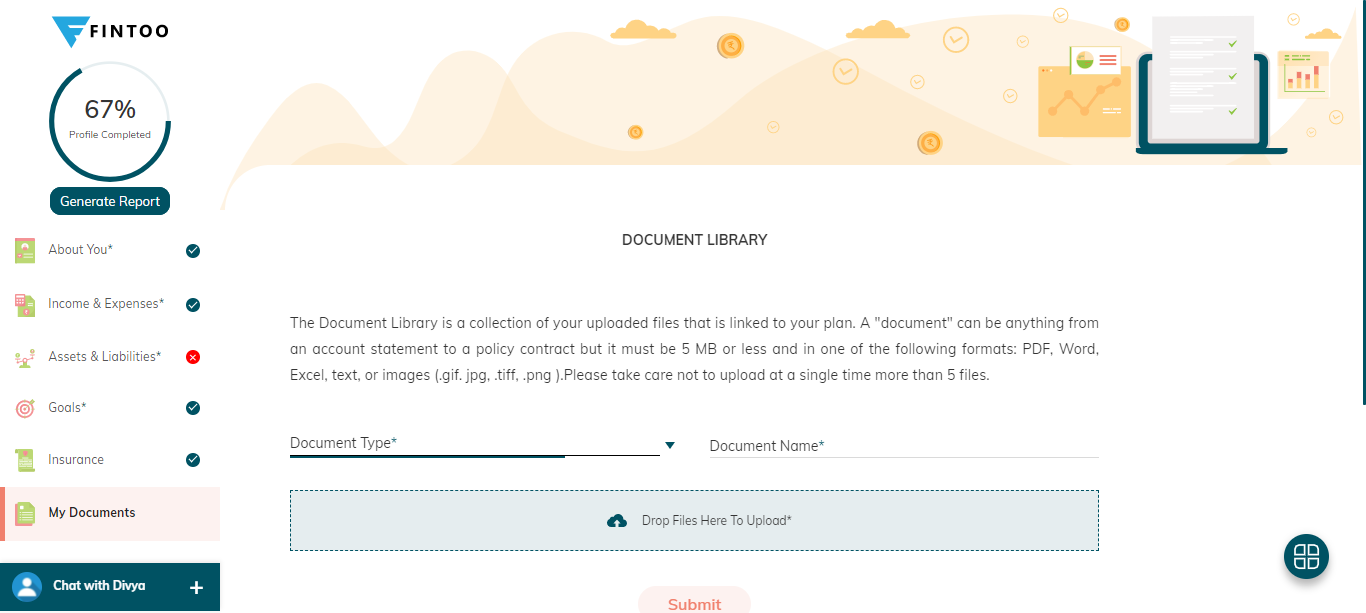 FINTOO
67%
Profile Completed
Generate Report
About You*
Income & Expenses*
Assets & Liabilities*
Goals*
Insurance
My Documents
Chat with Divya +
DOCUMENT LIBRARY
The Document Library is a collection of your uploaded files that is linked to your plan. A "document" can be anything from
an account statement to a policy contract but it must be 5 MB or less and in one of the following formats: PDF, Word,
Excel, text, or images (.gif. jpg, .tiff, .png ).Please take care not to upload at a single time more than 5 files.
Document Type*
Document Name*
Drop Files Here To Upload*
Submit